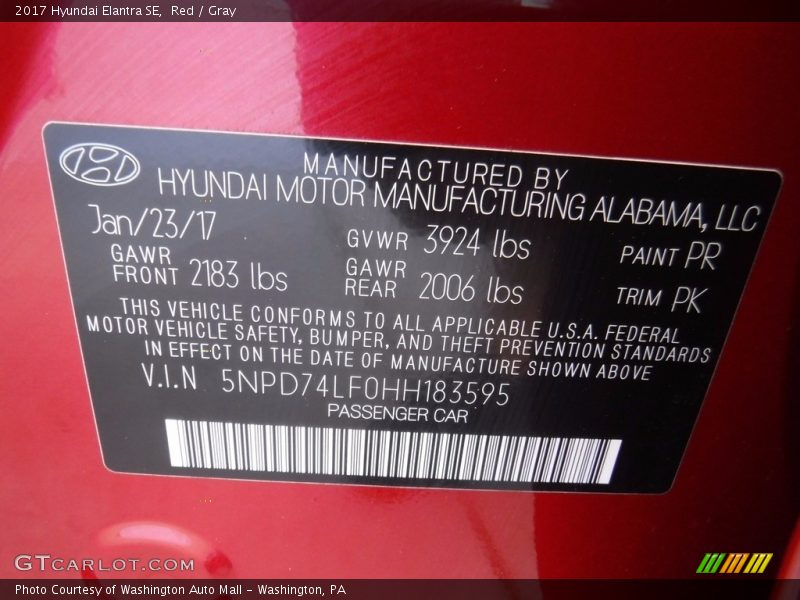 2017 Hyundai Elantra SE, Red / Gray
MANUFACTURED BY
HYUNDAI MOTOR MANUFACTURING ALABAMA, LLC
Jan/23/17
GVWR 3924 lbs
PAINT PR
GAWR FRONT 2183 lbs
GAWR REAR 2006 lbs
TRIM PK
THIS VEHICLE CONFORMS TO ALL APPLICABLE U.S.A. FEDERAL
MOTOR VEHICLE SAFETY, BUMPER, AND THEFT PREVENTION STANDARDS
IN EFFECT ON THE DATE OF MANUFACTURE SHOWN ABOVE
V.I.N 5NPD74LF0HH183595
PASSENGER CAR
GTCARLOT.COM
Photo Courtesy of Washington Auto Mall - Washington, PA